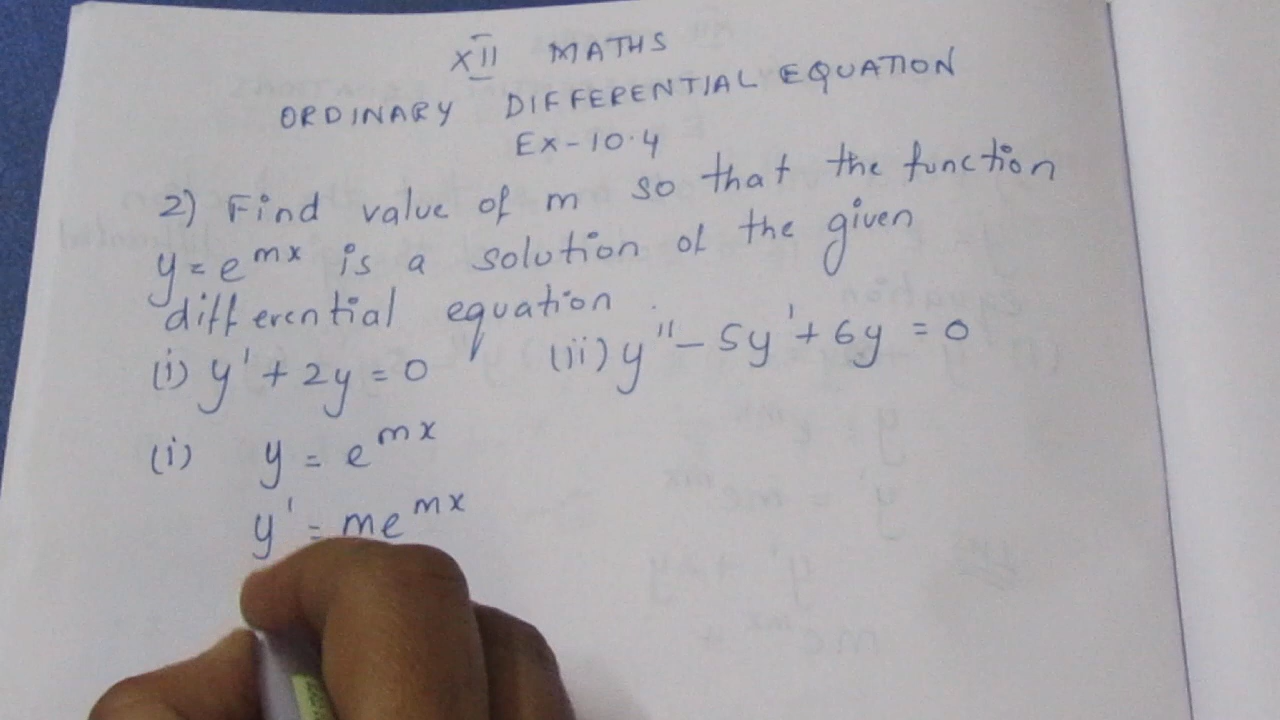 XII MATHS
ORDINARY DIFFERENTIAL EQUATION
Ex-10.4
2) Find value of m so that the function
y = e^mx is a solution of the given
differential equation.
(i) y' + 2y = 0 (ii) y'' - 5y' + 6y = 0
(i) y = e^mx
y' = me^mx